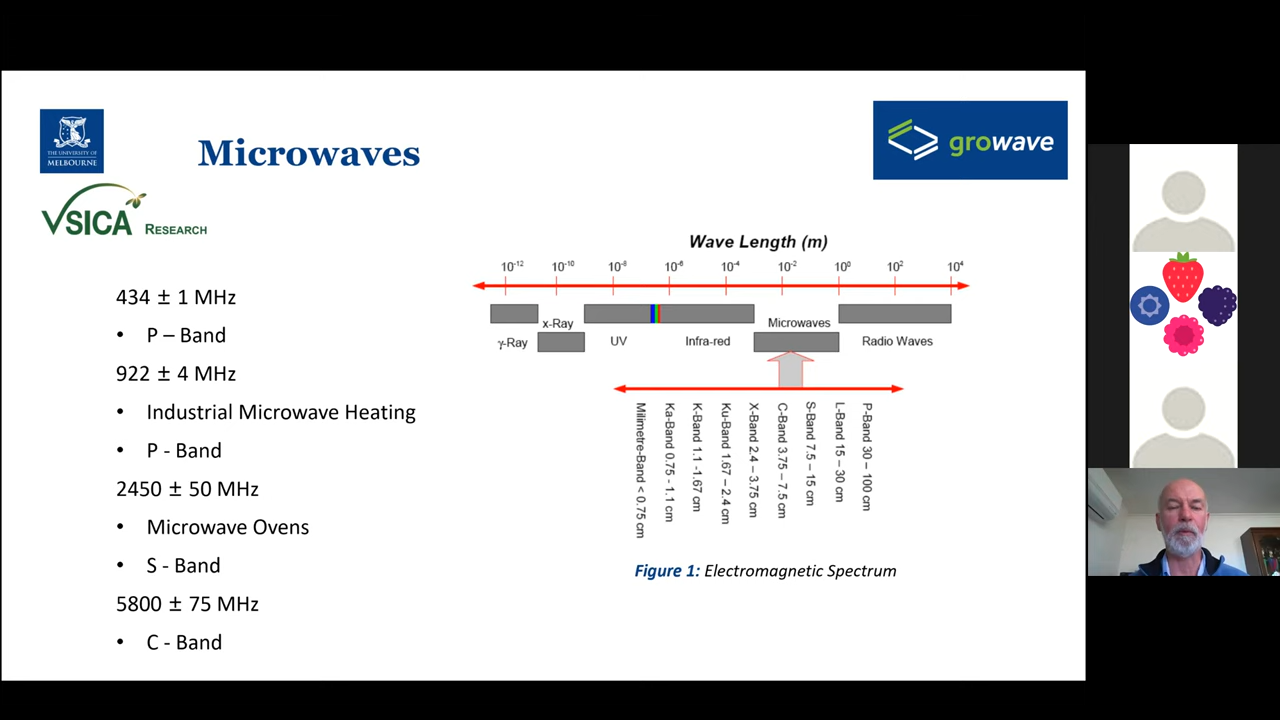 THE UNIVERSITY OF
MELBOURNE
Microwaves
growave
VSICA RESEARCH
434 ± 1 MHz
• P – Band
922 ± 4 MHz
• Industrial Microwave Heating
• P - Band
2450 ± 50 MHz
• Microwave Ovens
• S - Band
5800 ± 75 MHz
• C - Band
Wave Length (m)
10⁻¹² 10⁻¹⁰ 10⁻⁸ 10⁻⁶ 10⁻⁴ 10⁻² 10⁰ 10² 10⁴
x-Ray Microwaves
γ-Ray UV Infra-red Radio Waves
Milimetre-Band < 0.75 cm
Ka-Band 0.75 - 1.1 cm
K-Band 1.1 -1.67 cm
Ku-Band 1.67 – 2.4 cm
X-Band 2.4 – 3.75 cm
C-Band 3.75 – 7.5 cm
S-Band 7.5 – 15 cm
L-Band 15 – 30 cm
P-Band 30 – 100 cm
Figure 1: Electromagnetic Spectrum